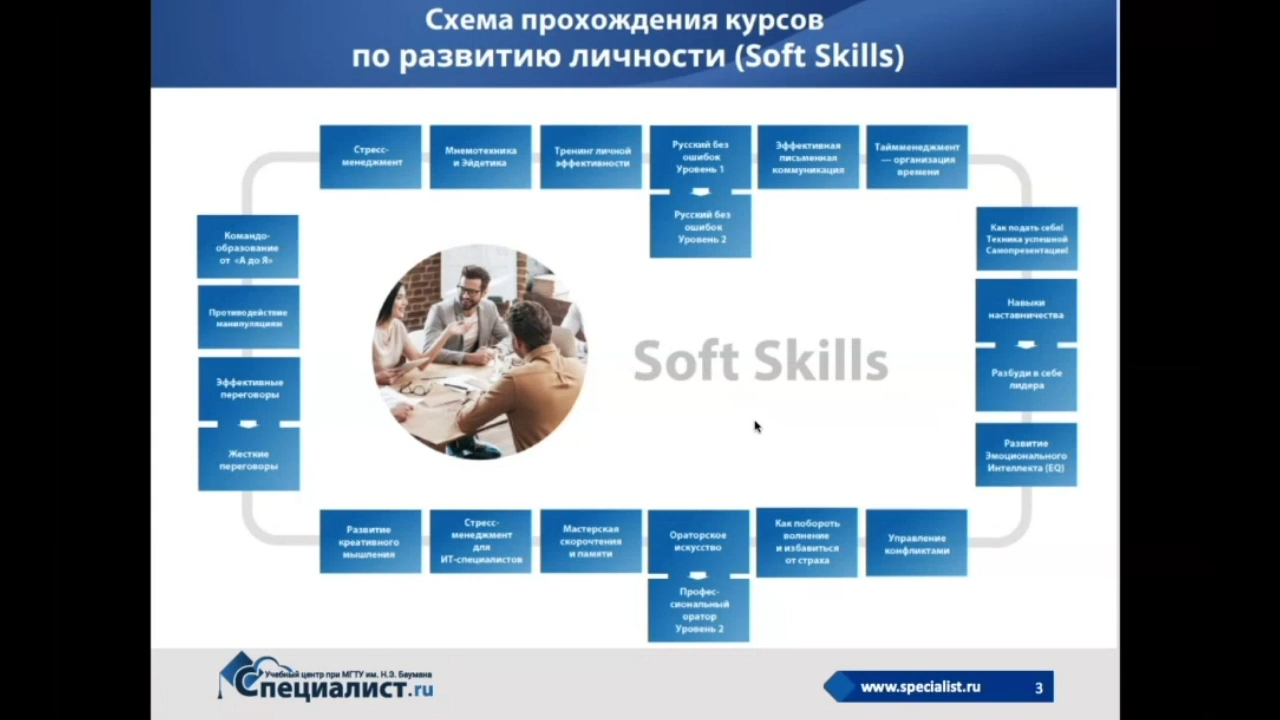 Схема прохождения курсов
по развитию личности (Soft Skills)
Стресс-
менеджмент
Мнемотехника
и Эйдетика
Тренинг личной
эффективности
Русский без
ошибок
Уровень 1
Эффективная
письменная
коммуникация
Таймменеджмент
— организация
времени
Русский без
ошибок
Уровень 2
Командо-
образование
от «А до Я»
Противодействие
манипуляциям
Эффективные
переговоры
Жесткие
переговоры
Soft Skills
Как подать себя!
Техника успешной
Самопрезентации!
Навыки
наставничества
Разбуди в себе
лидера
Развитие
Эмоционального
Интеллекта (EQ)
Развитие
креативного
мышления
Стресс-
менеджмент
для
ИТ-специалистов
Мастерская
скорочтения
и памяти
Ораторское
искусство
Как побороть
волнение
и избавиться
от страха
Управление
конфликтами
Профес-
сиональный
оратор
Уровень 2
Учебный центр при МГТУ им. Н.Э. Баумана
Специалист.ru
www.specialist.ru
3